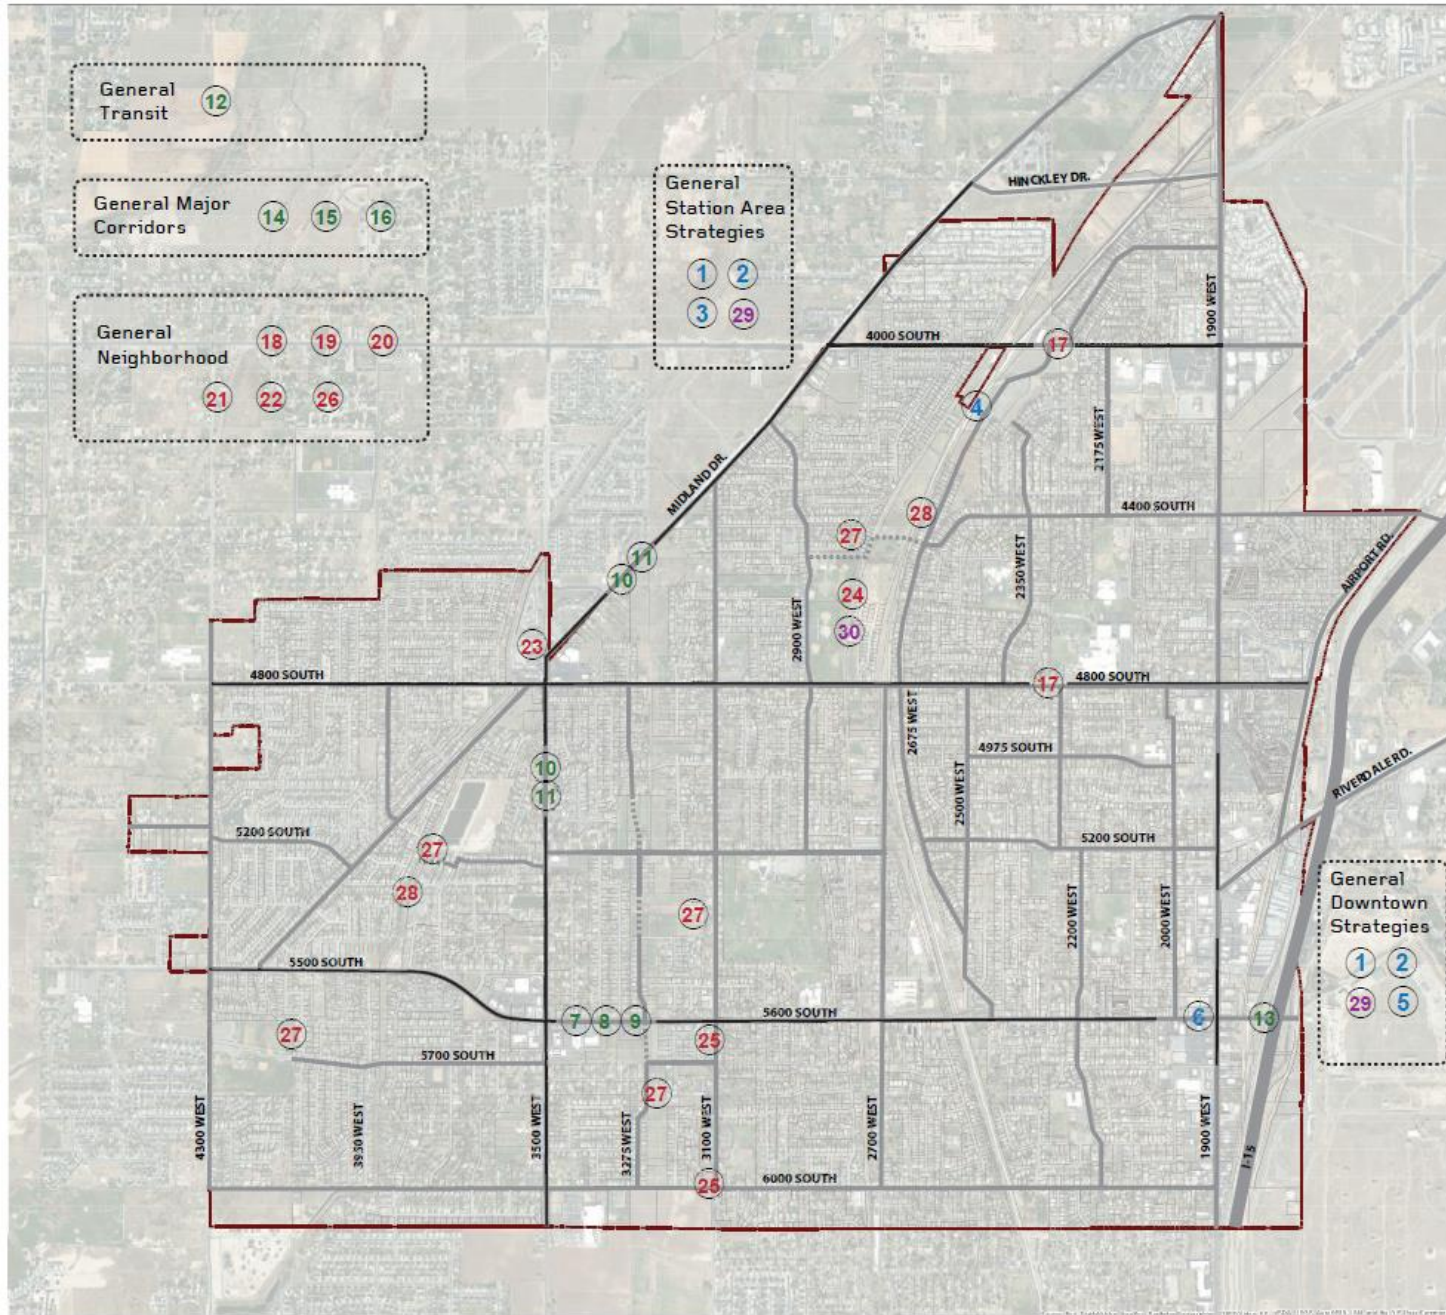 General
Transit
12
General Major
Corridors
14 15 16
General
Neighborhood
18 19 20
21 22 26
General
Station Area
Strategies
1 2
3 29
HINCKLEY DR.
1900 WEST
4000 SOUTH
17
4
2175 WEST
MIDLAND DR.
4400 SOUTH
28
27
11
10
2350 WEST
AIRPORT RD.
24
30
2900 WEST
23
4800 SOUTH
17
4800 SOUTH
2675 WEST
4975 SOUTH
10
11
2500 WEST
RIVERDALE RD.
5200 SOUTH
5200 SOUTH
27
28
27
2200 WEST
2000 WEST
General
Downtown
Strategies
1 2
29 5
5500 SOUTH
7 8 9
5600 SOUTH
6
13
27
25
5700 SOUTH
27
4300 WEST
3950 WEST
3500 WEST
3275 WEST
3100 WEST
2700 WEST
1900 WEST
I-15
25
6000 SOUTH